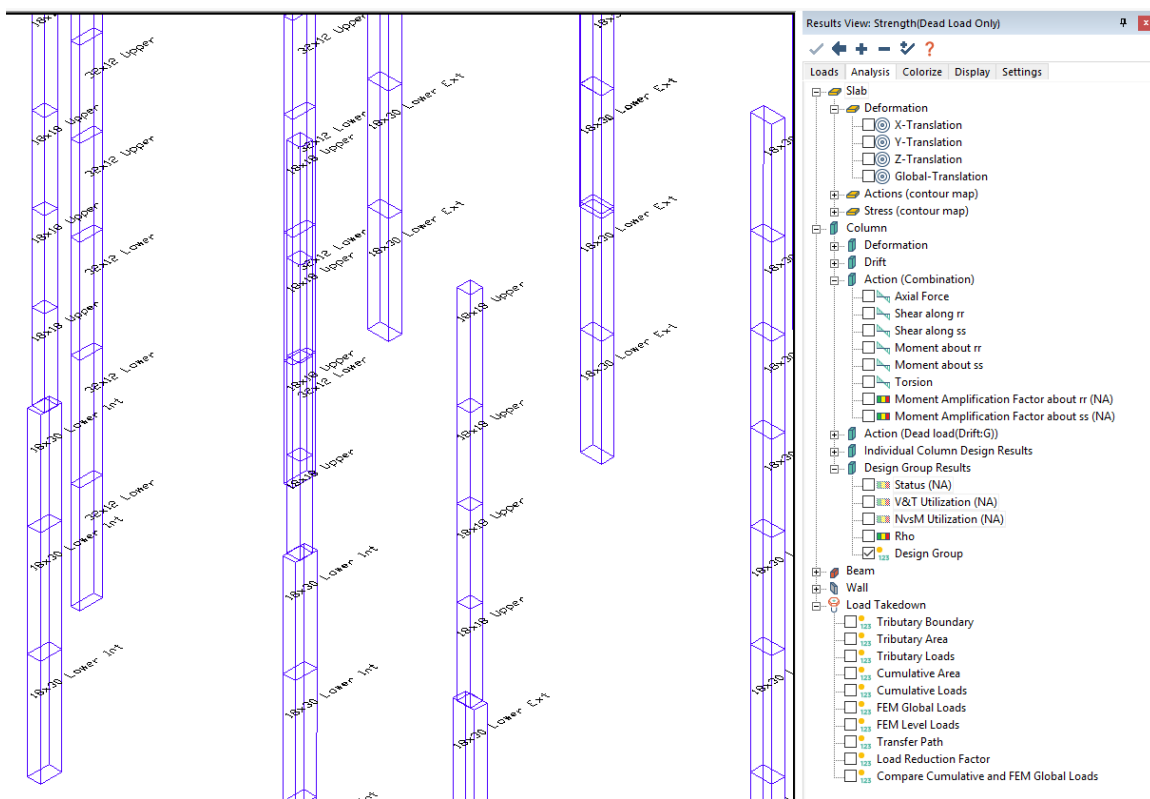 18x18 Upper
32x12 Upper
18x18 Upper
32x12 Upper
18x18 Upper
32x12 Lower
18x18 Upper
32x12 Lower
18x30 Lower Int
32x12 Lower
18x30 Lower Int
18x30 Lower Int
32x12 Upper
32x12 Lower
18x18 Upper
32x12 Lower
18x18 Upper
18x18 Upper
32x12 Lower
18x18 Upper
18x30 Lower Int
18x30 Lower Int
18x30 Lower Ext
18x30 Lower Ext
18x18 Upper
18x18 Upper
18x18 Upper
18x18 Upper
18x30 Lower Ext
18x30 Lower Ext
18x30 Lower Ext
18x30 Lower Ext
Results View: Strength(Dead Load Only)
Loads Analysis Colorize Display Settings
Slab
Deformation
X-Translation
Y-Translation
Z-Translation
Global-Translation
Actions (contour map)
Stress (contour map)
Column
Deformation
Drift
Action (Combination)
Axial Force
Shear along rr
Shear along ss
Moment about rr
Moment about ss
Torsion
Moment Amplification Factor about rr (NA)
Moment Amplification Factor about ss (NA)
Action (Dead load(Drift:G))
Individual Column Design Results
Design Group Results
Status (NA)
V&T Utilization (NA)
NvsM Utilization (NA)
Rho
Design Group
Beam
Wall
Load Takedown
Tributary Boundary
Tributary Area
Tributary Loads
Cumulative Area
Cumulative Loads
FEM Global Loads
FEM Level Loads
Transfer Path
Load Reduction Factor
Compare Cumulative and FEM Global Loads